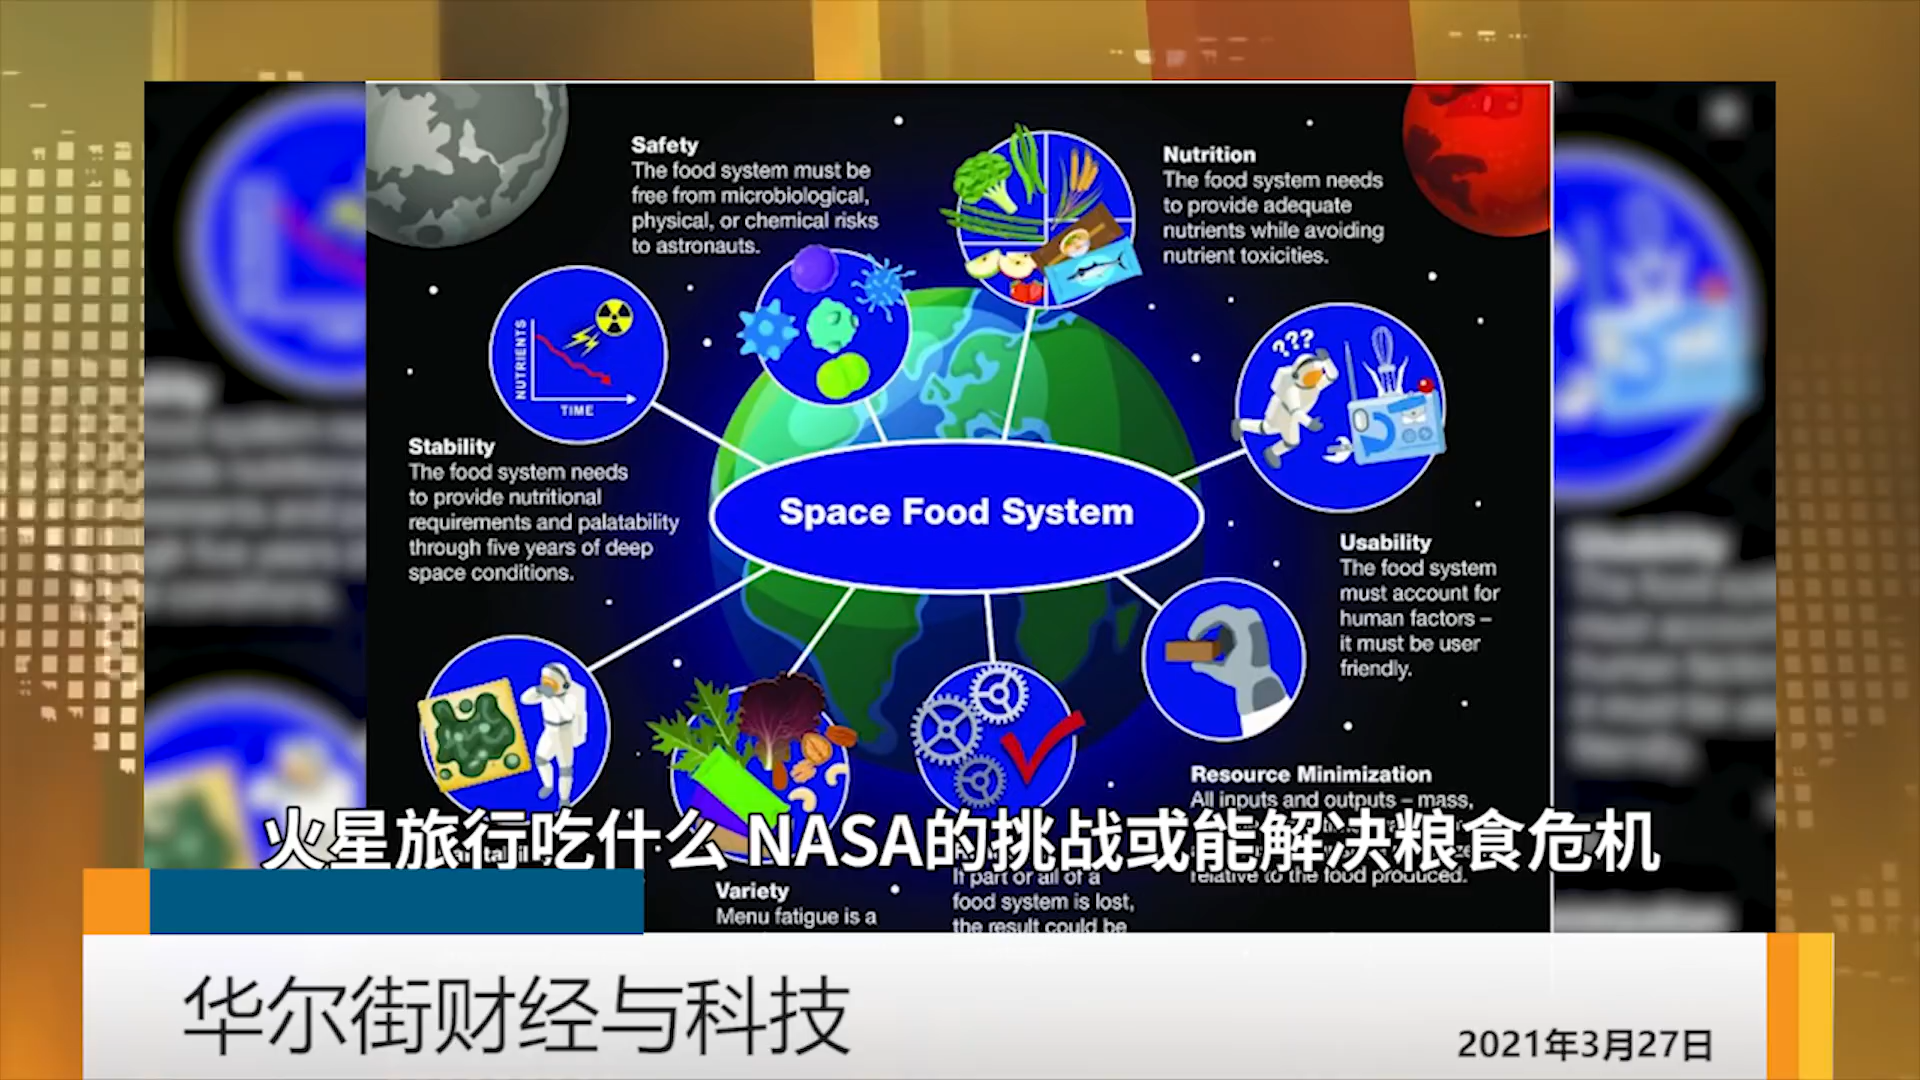 Safety
The food system must be
free from microbiological,
physical, or chemical risks
to astronauts.
Nutrition
The food system needs
to provide adequate
nutrients while avoiding
nutrient toxicities.
NUTRIENTS
TIME
???
Stability
The food system needs
to provide nutritional
requirements and palatability
through five years of deep
space conditions.
Space Food System
Usability
The food system
must account for
human factors –
it must be user
friendly.
Resource Minimization
All inputs and outputs – mass,
relative to the food produced.
火星旅行吃什么 NASA的挑战或能解决粮食危机
Variety
Menu fatigue is a
If part or all of a
food system is lost,
the result could be
华尔街财经与科技
2021年3月27日